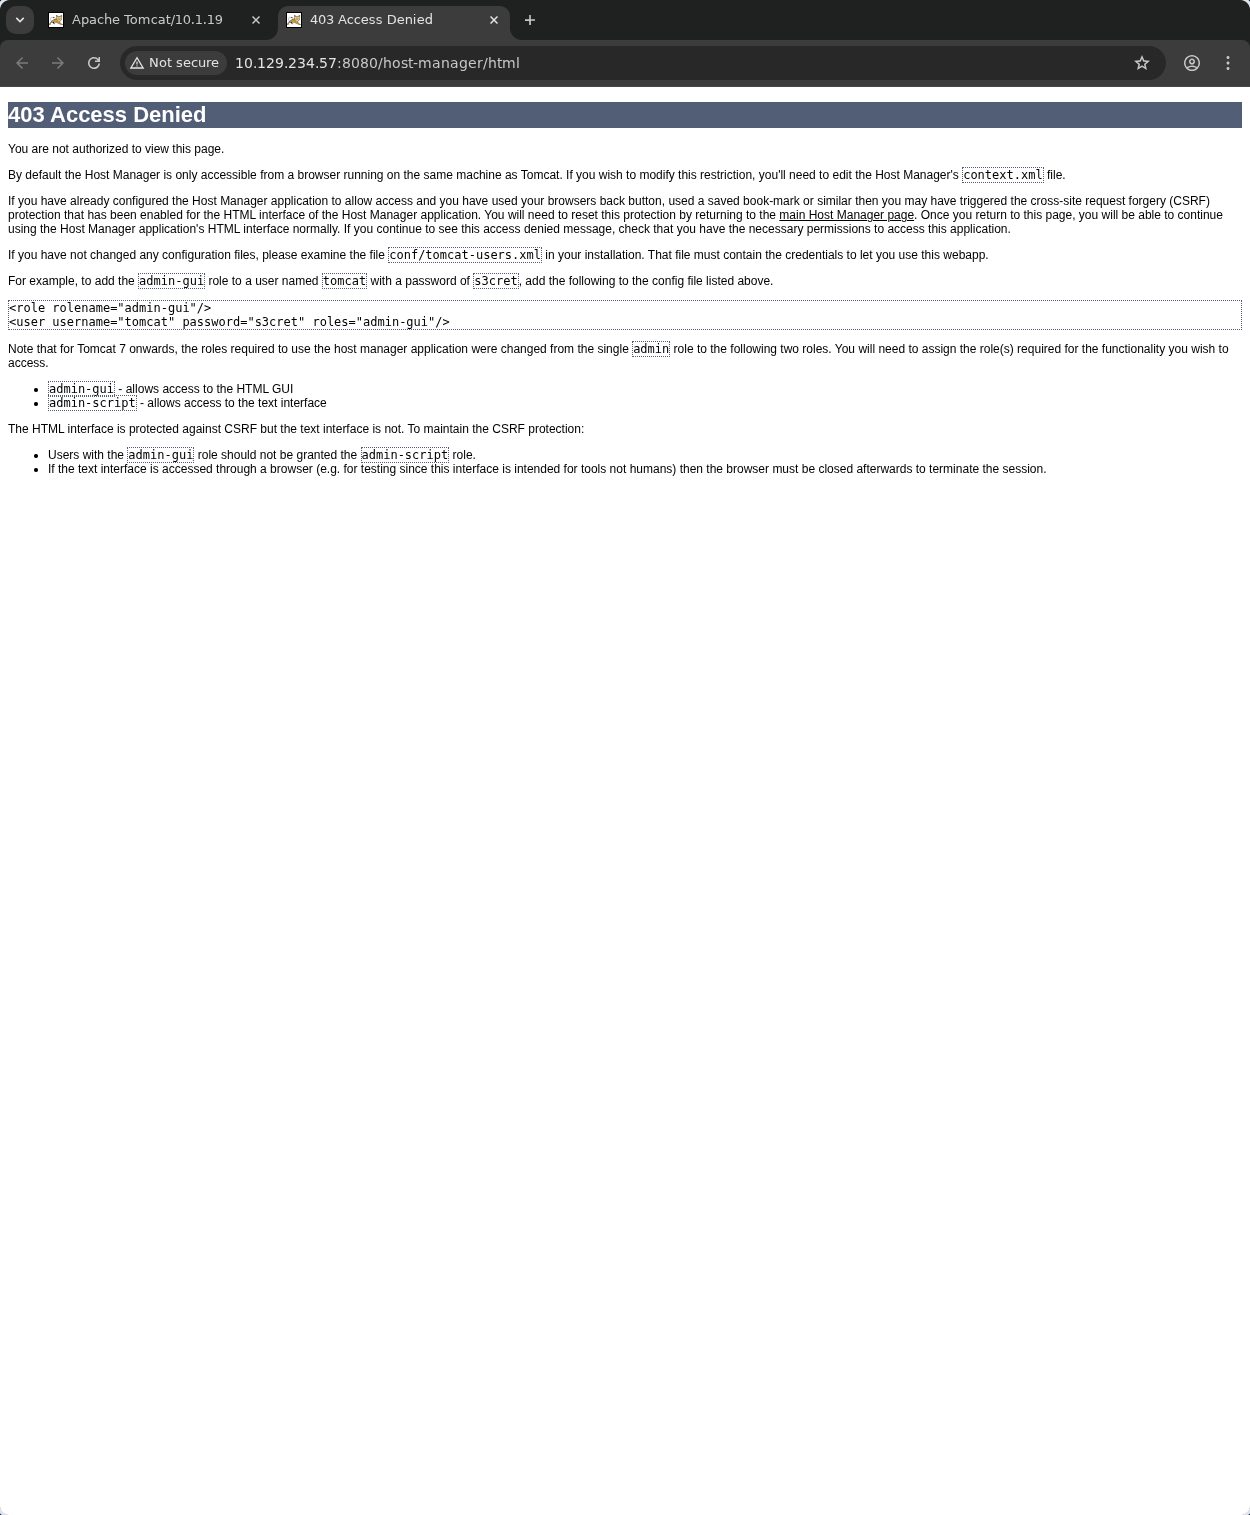 Apache Tomcat/10.1.19
403 Access Denied
Not secure
10.129.234.57:8080/host-manager/html
403 Access Denied
You are not authorized to view this page.
By default the Host Manager is only accessible from a browser running on the same machine as Tomcat. If you wish to modify this restriction, you'll need to edit the Host Manager's context.xml file.
If you have already configured the Host Manager application to allow access and you have used your browsers back button, used a saved book-mark or similar then you may have triggered the cross-site request forgery (CSRF)
protection that has been enabled for the HTML interface of the Host Manager application. You will need to reset this protection by returning to the main Host Manager page. Once you return to this page, you will be able to continue
using the Host Manager application's HTML interface normally. If you continue to see this access denied message, check that you have the necessary permissions to access this application.
If you have not changed any configuration files, please examine the file conf/tomcat-users.xml in your installation. That file must contain the credentials to let you use this webapp.
For example, to add the admin-gui role to a user named tomcat with a password of s3cret, add the following to the config file listed above.
<role rolename="admin-gui"/>
<user username="tomcat" password="s3cret" roles="admin-gui"/>
Note that for Tomcat 7 onwards, the roles required to use the host manager application were changed from the single admin role to the following two roles. You will need to assign the role(s) required for the functionality you wish to
access.
• admin-gui - allows access to the HTML GUI
• admin-script - allows access to the text interface
The HTML interface is protected against CSRF but the text interface is not. To maintain the CSRF protection:
• Users with the admin-gui role should not be granted the admin-script role.
• If the text interface is accessed through a browser (e.g. for testing since this interface is intended for tools not humans) then the browser must be closed afterwards to terminate the session.